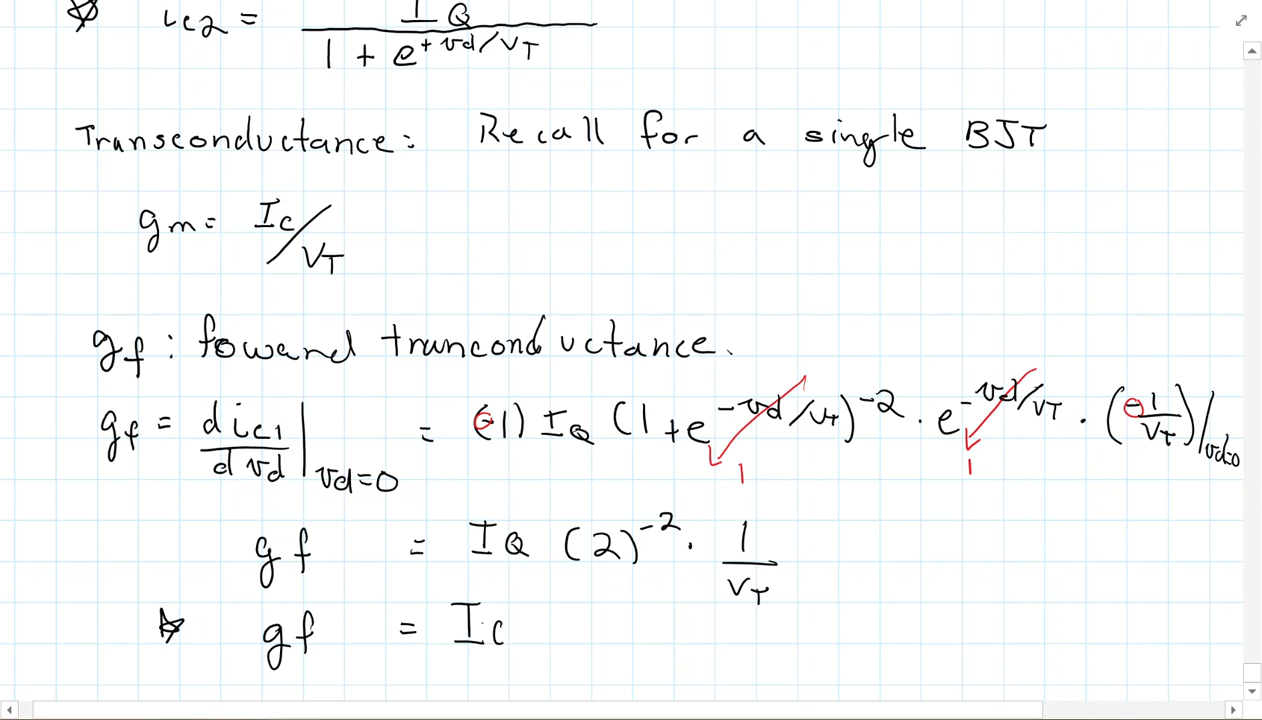 ☆ ic2 = IQ / (1 + e^(+vd/VT))
Transconductance: Recall for a single BJT
gm = Ic/VT
gf : foward tranconductance.
gf = d ic1 / d vd |vd=0 = (-1) IQ (1 + e^(-vd/VT))^-2 · e^(-vd/VT) · (-1/VT)|vd=0
1 1
gf = IQ (2)^-2 · 1/VT
☆ gf = Ic